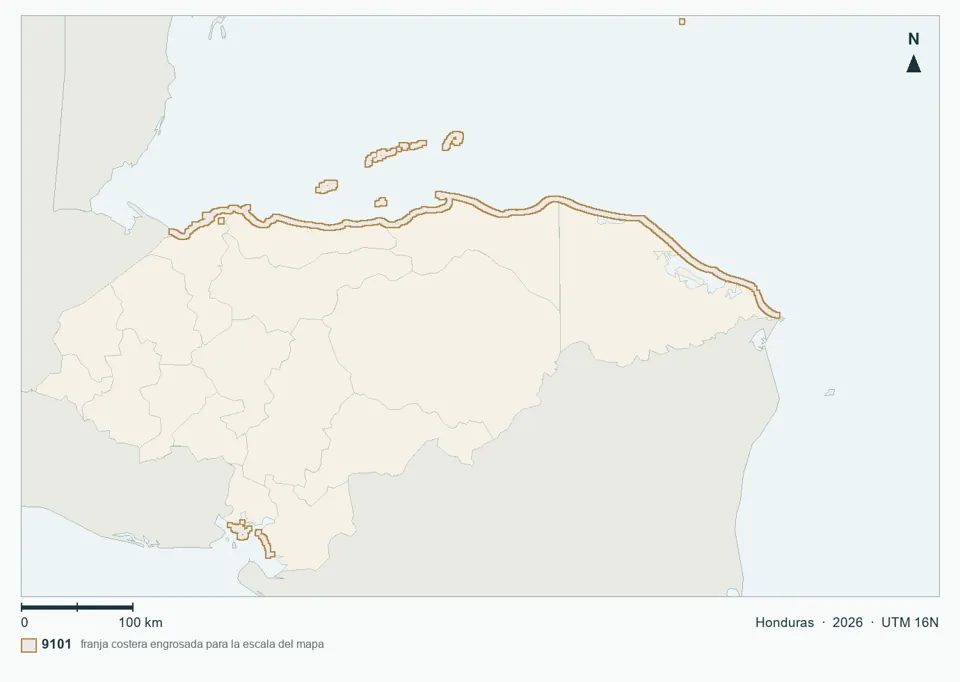 N
0 100 km
Honduras · 2026 · UTM 16N
9101 franja costera engrosada para la escala del mapa